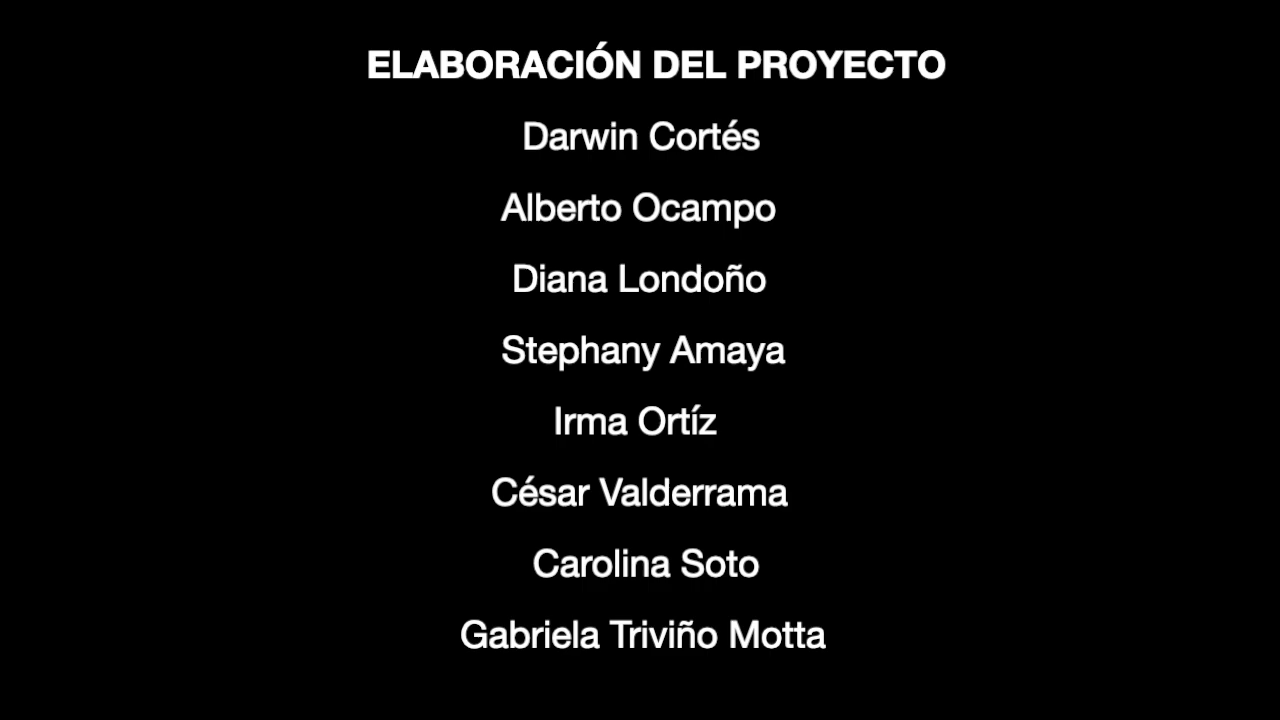 ELABORACIÓN DEL PROYECTO
Darwin Cortés
Alberto Ocampo
Diana Londoño
Stephany Amaya
Irma Ortíz
César Valderrama
Carolina Soto
Gabriela Triviño Motta